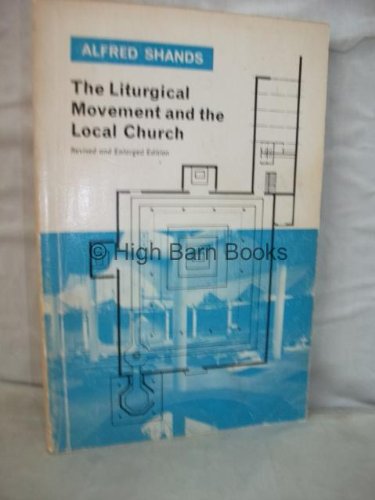 ALFRED SHANDS
The Liturgical
Movement and the
Local Church
Revised and Enlarged Edition
© High Barn Books